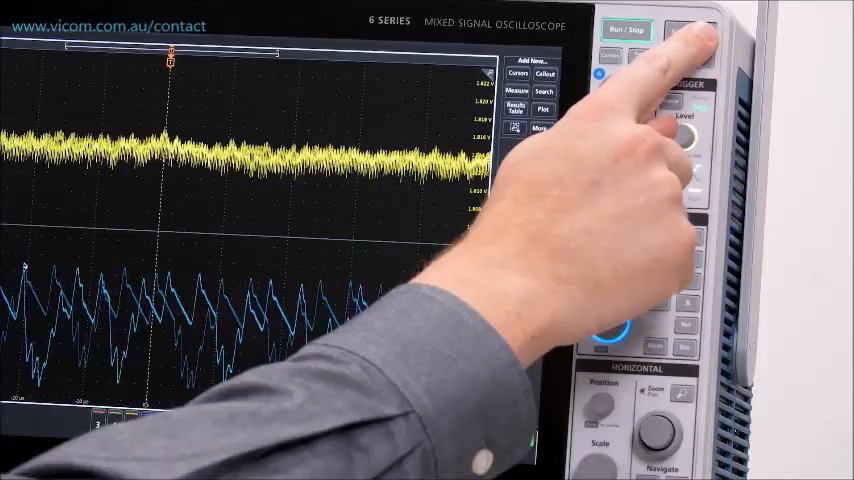 www.vicom.com.au/contact
6 SERIES MIXED SIGNAL OSCILLOSCOPE
Run / Stop
Add New...
Cursors Callout
Measure Search
Results Table Plot
More
Level
1.822
1.820
1.818
1.816
1.810
HORIZONTAL
Position
Zoom
Pan
Scale
Navigate